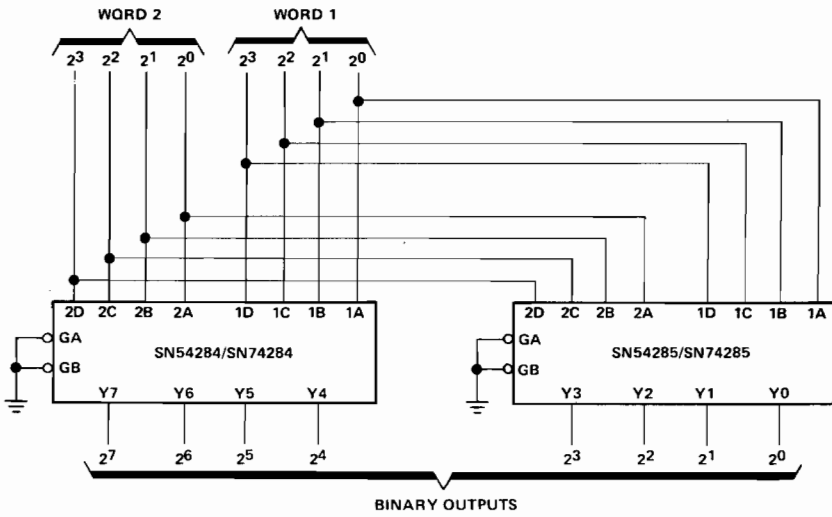 WORD 2 WORD 1
2³ 2² 2¹ 2⁰ 2³ 2² 2¹ 2⁰
2D 2C 2B 2A 1D 1C 1B 1A 2D 2C 2B 2A 1D 1C 1B 1A
GA GA
SN54284/SN74284 SN54285/SN74285
GB GB
Y7 Y6 Y5 Y4 Y3 Y2 Y1 Y0
2⁷ 2⁶ 2⁵ 2⁴ 2³ 2² 2¹ 2⁰
BINARY OUTPUTS